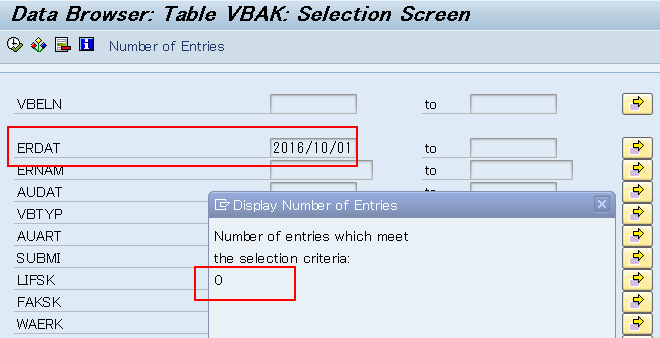 Data Browser: Table VBAK: Selection Screen
Number of Entries
VBELN to
ERDAT 2016/10/01 to
ERNAM to
AUDAT to
VBTYP
AUART
SUBMI
LIFSK
FAKSK
WAERK
Display Number of Entries
Number of entries which meet
the selection criteria:
0